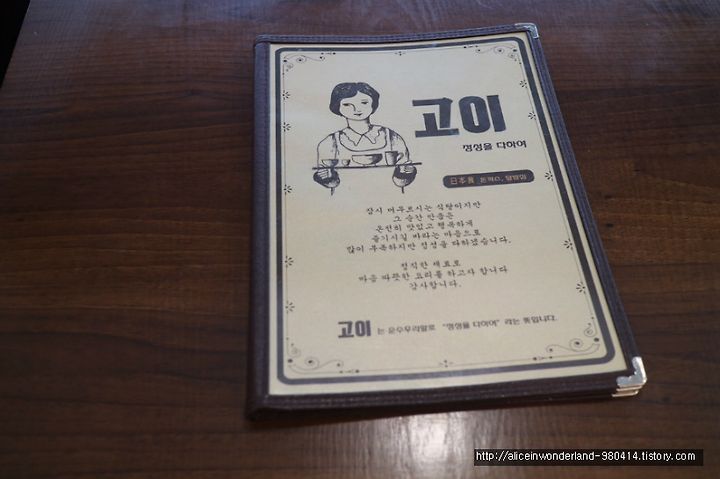 고이
정성을 다하여
日本食 돈까스, 덮밥집
잠시 머무르시는 식탁이지만
그 순간 만큼은
온전히 맛있고 행복하게
즐기시길 바라는 마음으로
많이 부족하지만 정성을 다하겠습니다.
정직한 재료로
마음 따뜻한 요리를 하고자 합니다
감사합니다.
고이 는 순수우리말로 "정성을 다하여" 라는 뜻입니다.
http://aliceinwonderland-980414.tistory.com